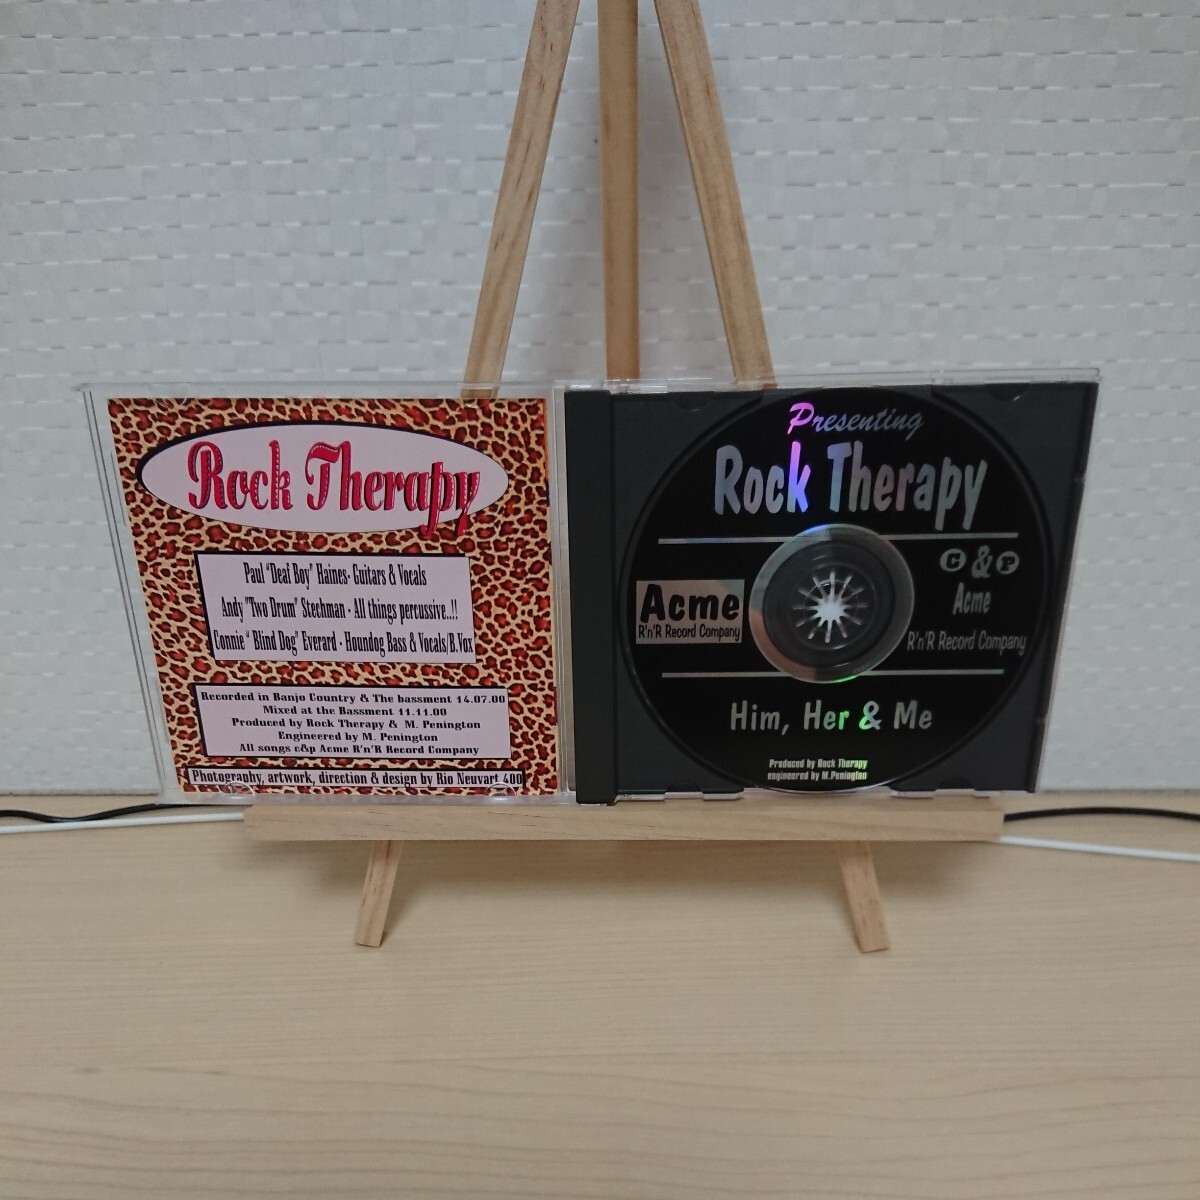 Rock Therapy
Paul "Deaf Boy" Haines- Guitars & Vocals
Andy "Two Drum" Stechman - All things percussive..!!
Connie " Blind Dog" Everard - Houndog Bass & Vocals/B.Vox
Recorded in Banjo Country & The bassment 14.07.00
Mixed at the Bassment 11.11.00
Produced by Rock Therapy & M. Penington
Engineered by M. Penington
All songs c&p Acme R'n'R Record Company
Photography, artwork, direction & design by Rio Neuvart 400
Presenting
Rock Therapy
Acme
R'n'R Record Company
C & P
Acme
R'n'R Record Company
Him, Her & Me
Produced by Rock Therapy
engineered by M.Penington